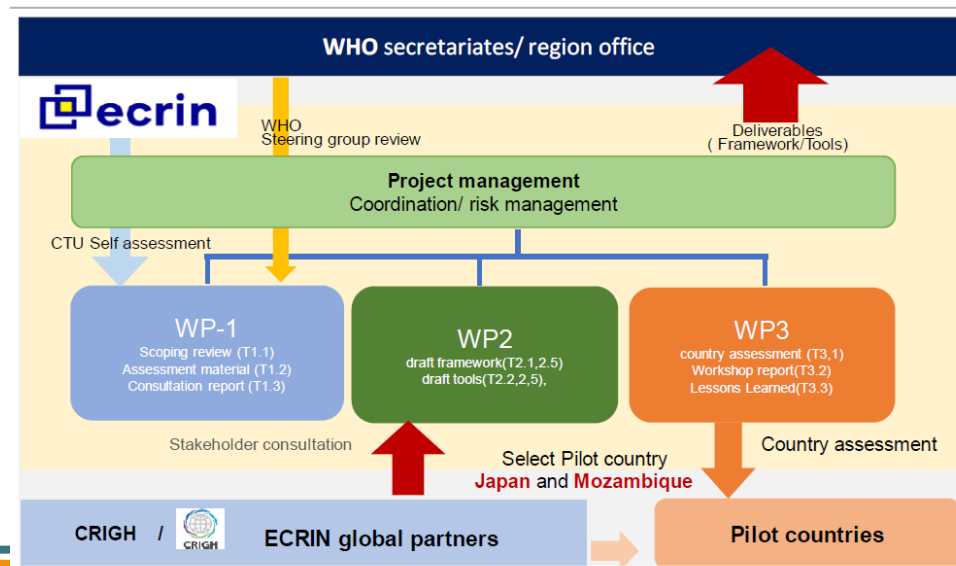 WHO secretariates/ region office
ecrin
WHO
Steering group review
Deliverables
( Framework/Tools)
Project management
Coordination/ risk management
CTU Self assessment
WP-1
Scoping review (T1.1)
Assessment material (T1.2)
Consultation report (T1.3)
WP2
draft framework(T2.1,2.5)
draft tools(T2.2,2,5),
WP3
country assessment (T3,1)
Workshop report(T3.2)
Lessons Learned(T3.3)
Stakeholder consultation
Select Pilot country
Japan and Mozambique
Country assessment
CRIGH /
CRIGH
ECRIN global partners
Pilot countries